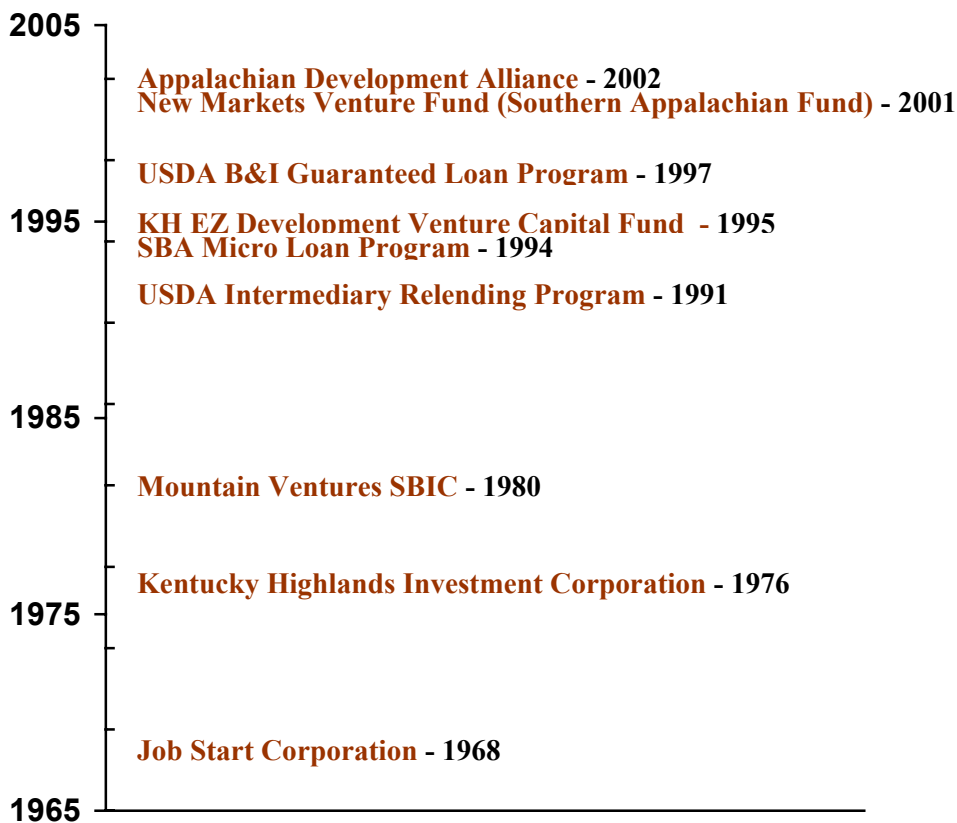 2005
Appalachian Development Alliance - 2002
New Markets Venture Fund (Southern Appalachian Fund) - 2001
USDA B&I Guaranteed Loan Program - 1997
1995
KH EZ Development Venture Capital Fund - 1995
SBA Micro Loan Program - 1994
USDA Intermediary Relending Program - 1991
1985
Mountain Ventures SBIC - 1980
Kentucky Highlands Investment Corporation - 1976
1975
Job Start Corporation - 1968
1965